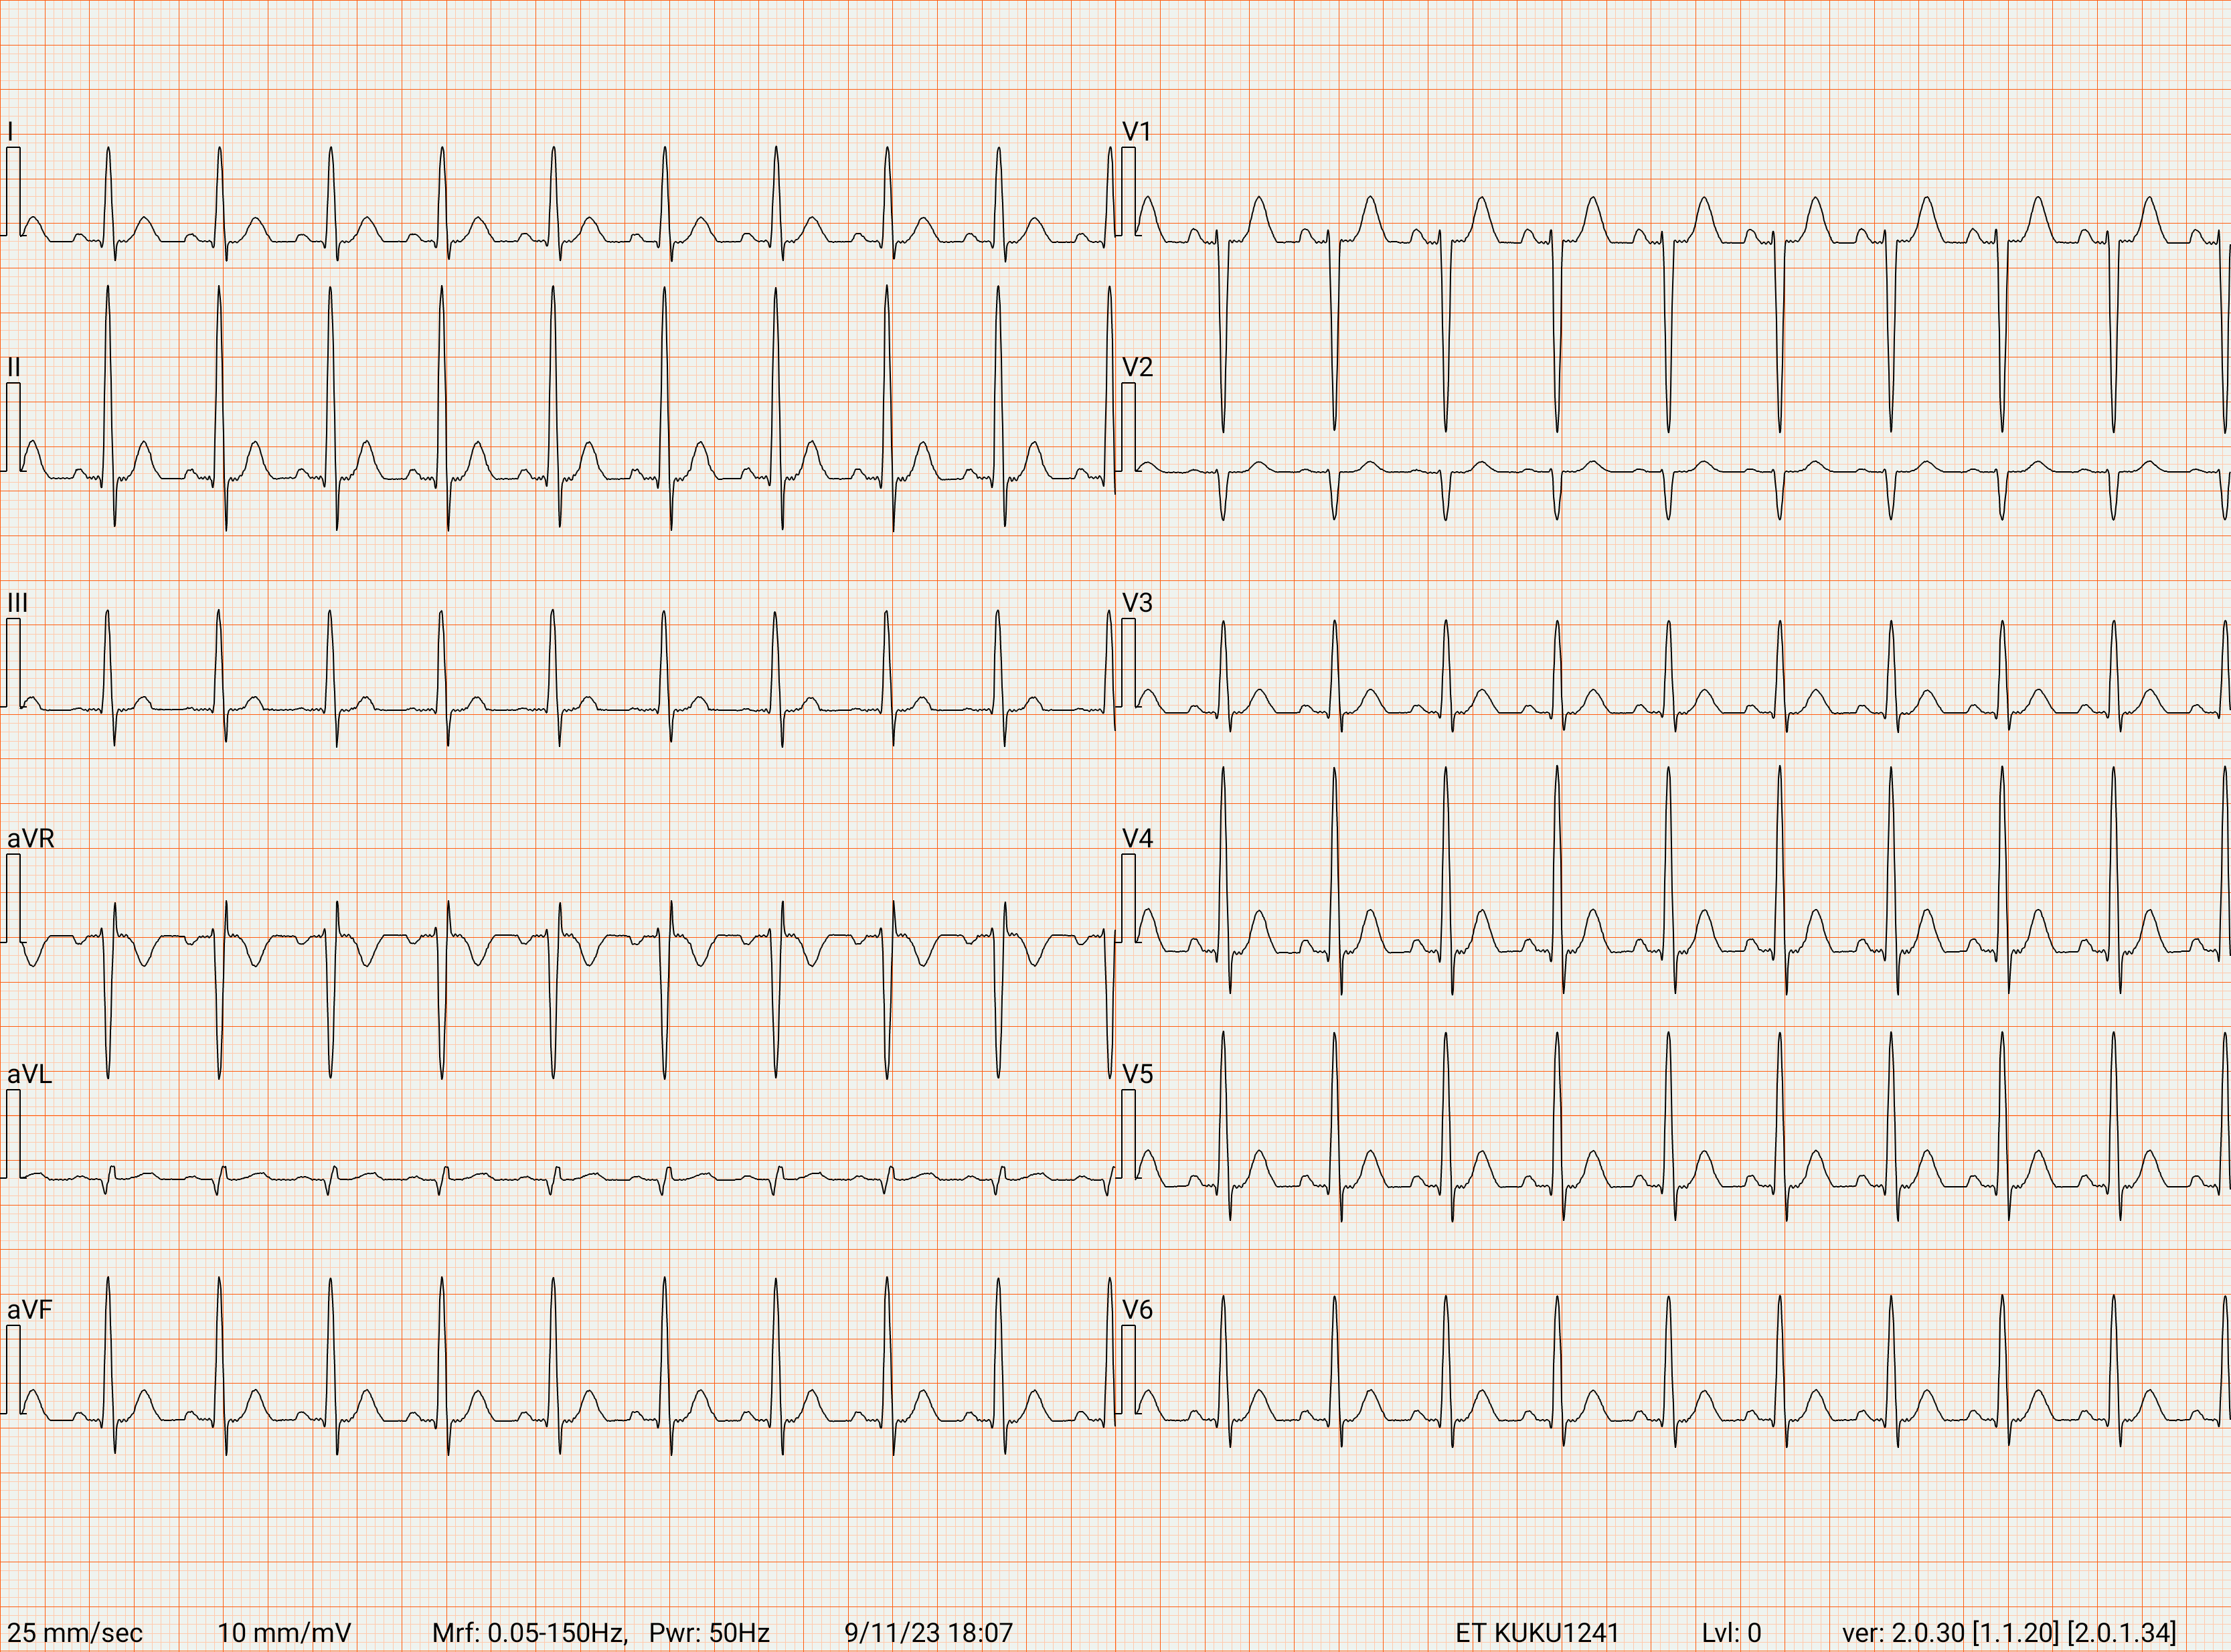 I
V1
II
V2
III
V3
aVR
V4
aVL
V5
aVF
V6
25 mm/sec 10 mm/mV Mrf: 0.05-150Hz, Pwr: 50Hz 9/11/23 18:07 ET KUKU1241 Lvl: 0 ver: 2.0.30 [1.1.20] [2.0.1.34]